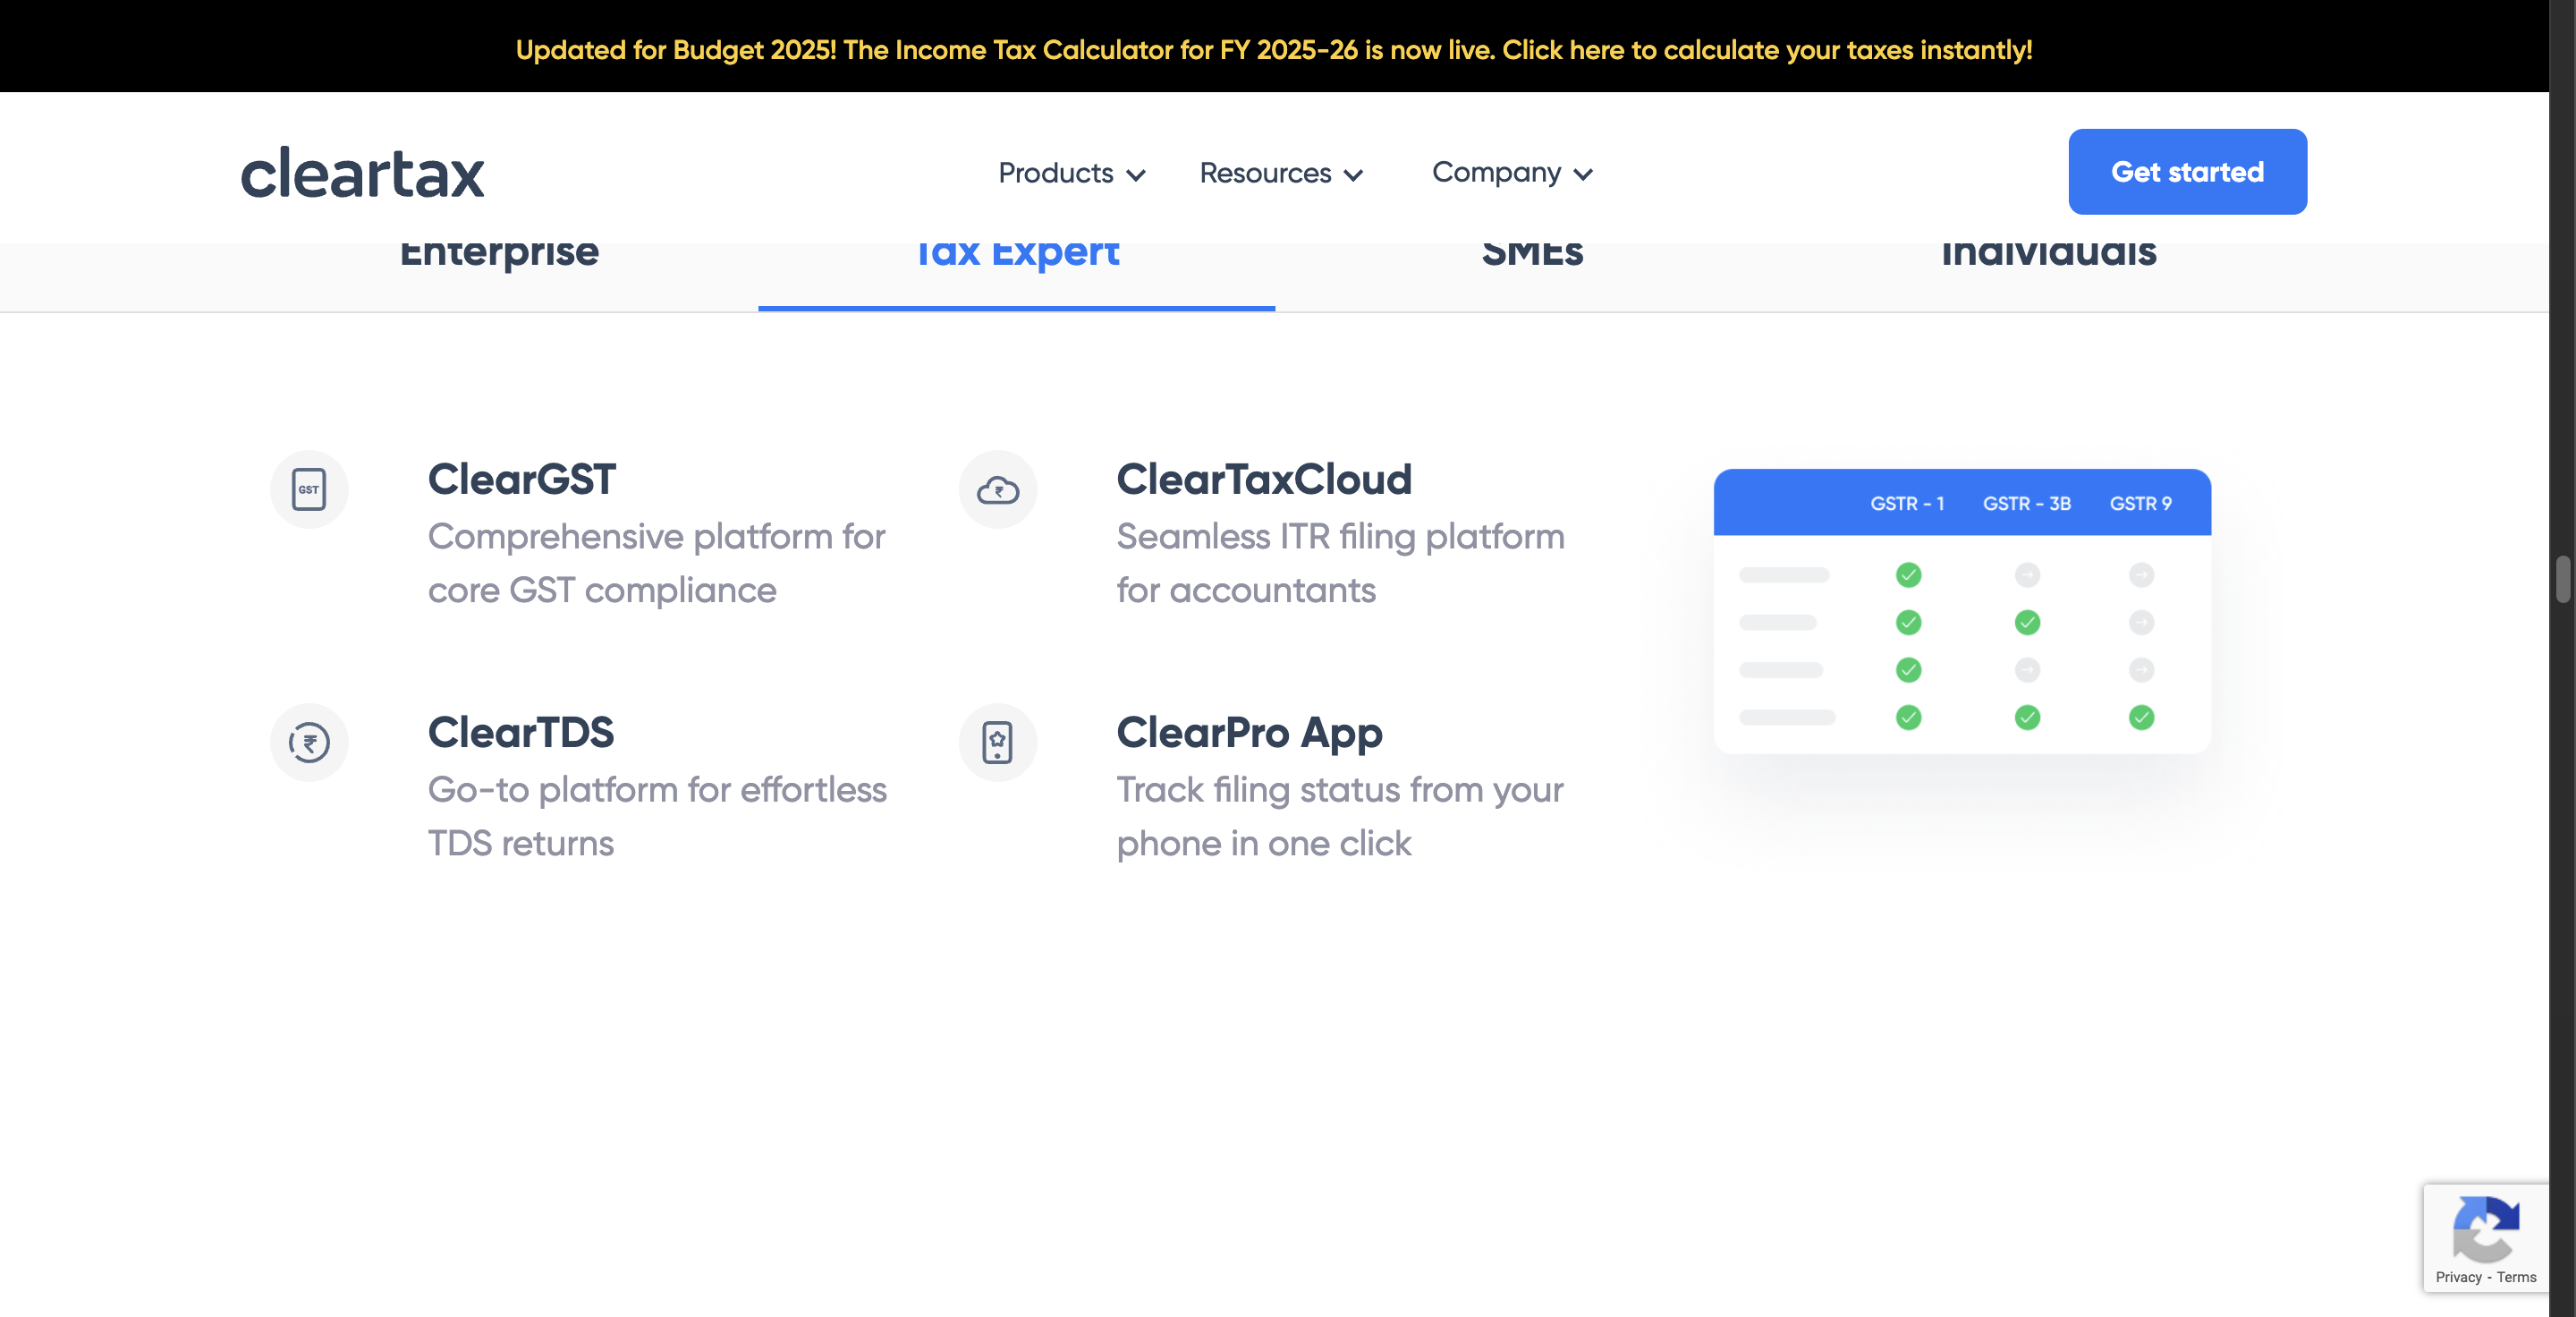 Updated for Budget 2025! The Income Tax Calculator for FY 2025-26 is now live. Click here to calculate your taxes instantly!
cleartax
Products
Resources
Company
Get started
Enterprise
Tax Expert
SMEs
Individuals
GST
ClearGST
Comprehensive platform for
core GST compliance
₹
ClearTaxCloud
Seamless ITR filing platform
for accountants
₹
ClearTDS
Go-to platform for effortless
TDS returns
ClearPro App
Track filing status from your
phone in one click
GSTR - 1 GSTR - 3B GSTR 9
Privacy - Terms